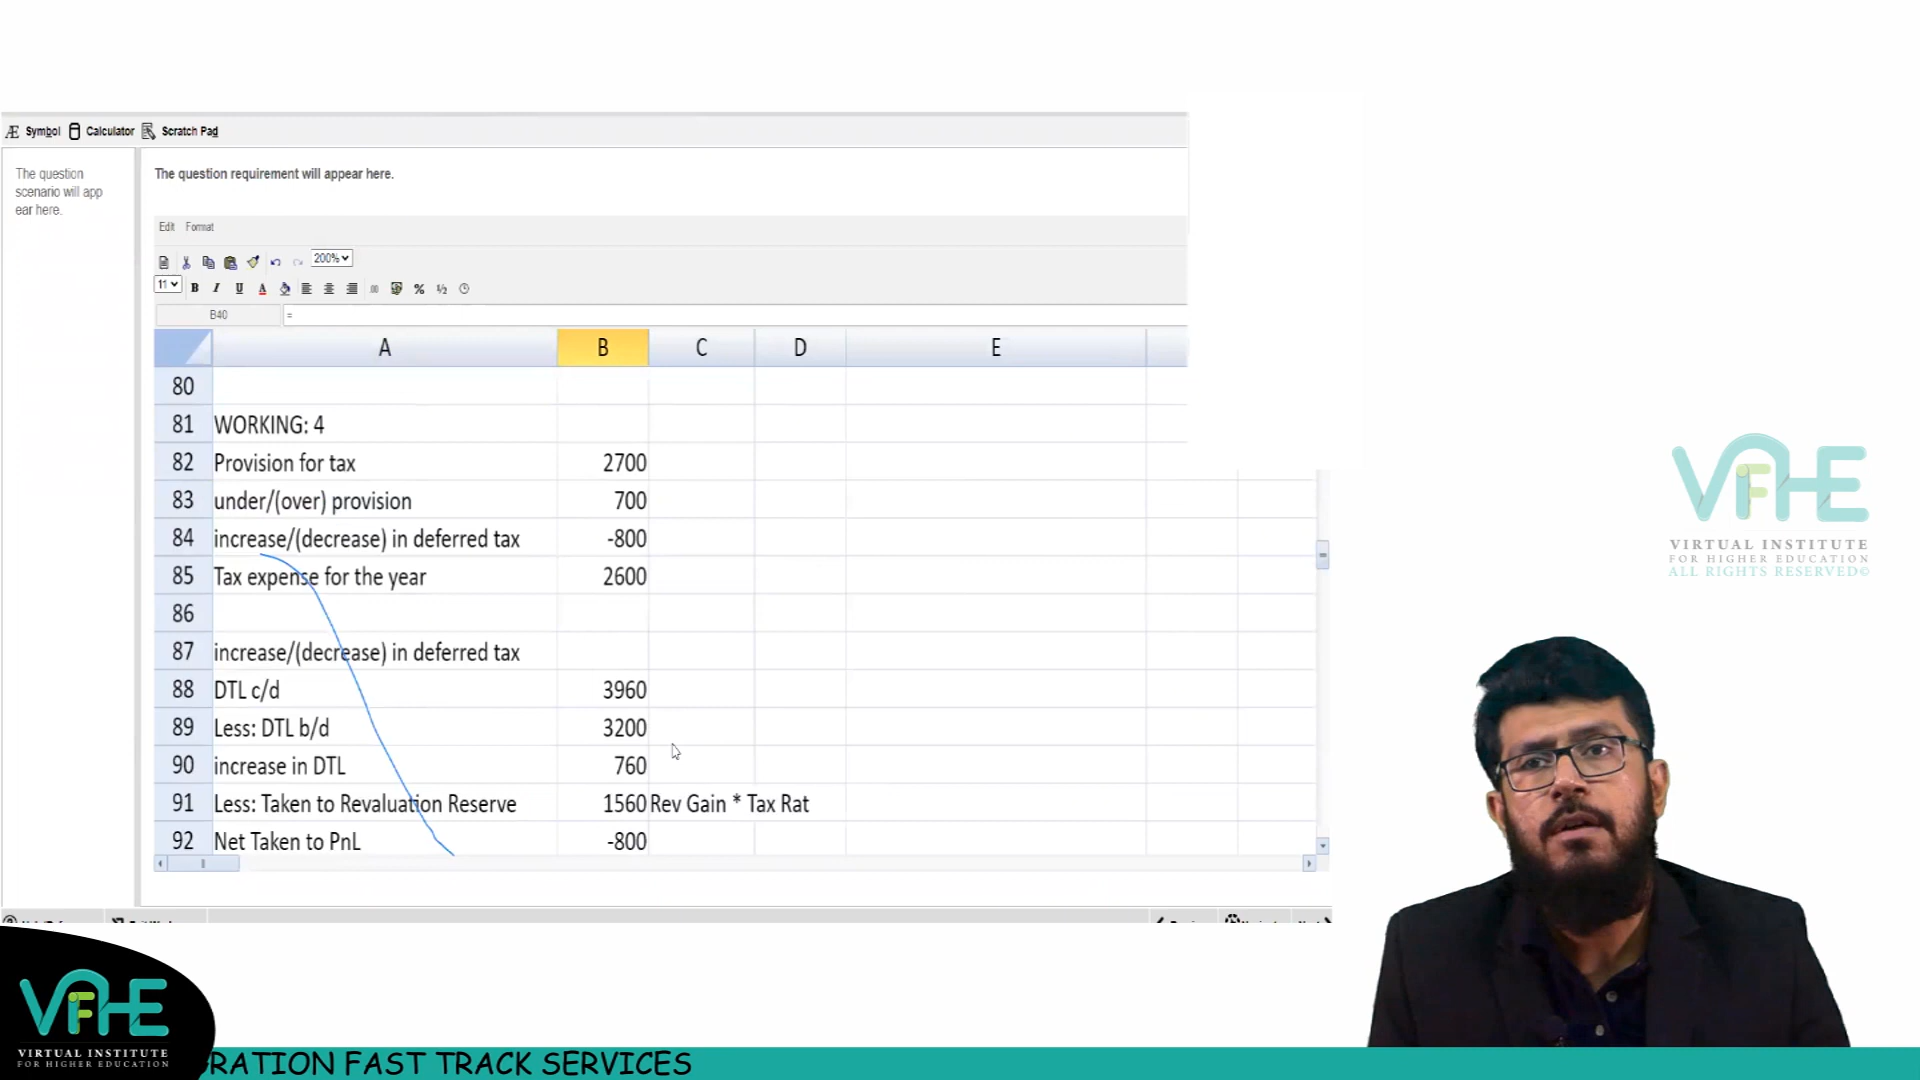 Symbol Calculator Scratch Pad
The question
scenario will app
ear here.
The question requirement will appear here.
Edit Format
200%
11 B I U A % ½
B40 =
A B C D E
80
81 WORKING: 4
82 Provision for tax 2700
83 under/(over) provision 700
84 increase/(decrease) in deferred tax -800
85 Tax expense for the year 2600
86
87 increase/(decrease) in deferred tax
88 DTL c/d 3960
89 Less: DTL b/d 3200
90 increase in DTL 760
91 Less: Taken to Revaluation Reserve 1560 Rev Gain * Tax Rat
92 Net Taken to PnL -800
VIFHE
VIRTUAL INSTITUTE
FOR HIGHER EDUCATION
ALL RIGHTS RESERVED©
VIFHE
VIRTUAL INSTITUTE
FOR HIGHER EDUCATION
GRATION FAST TRACK SERVICES